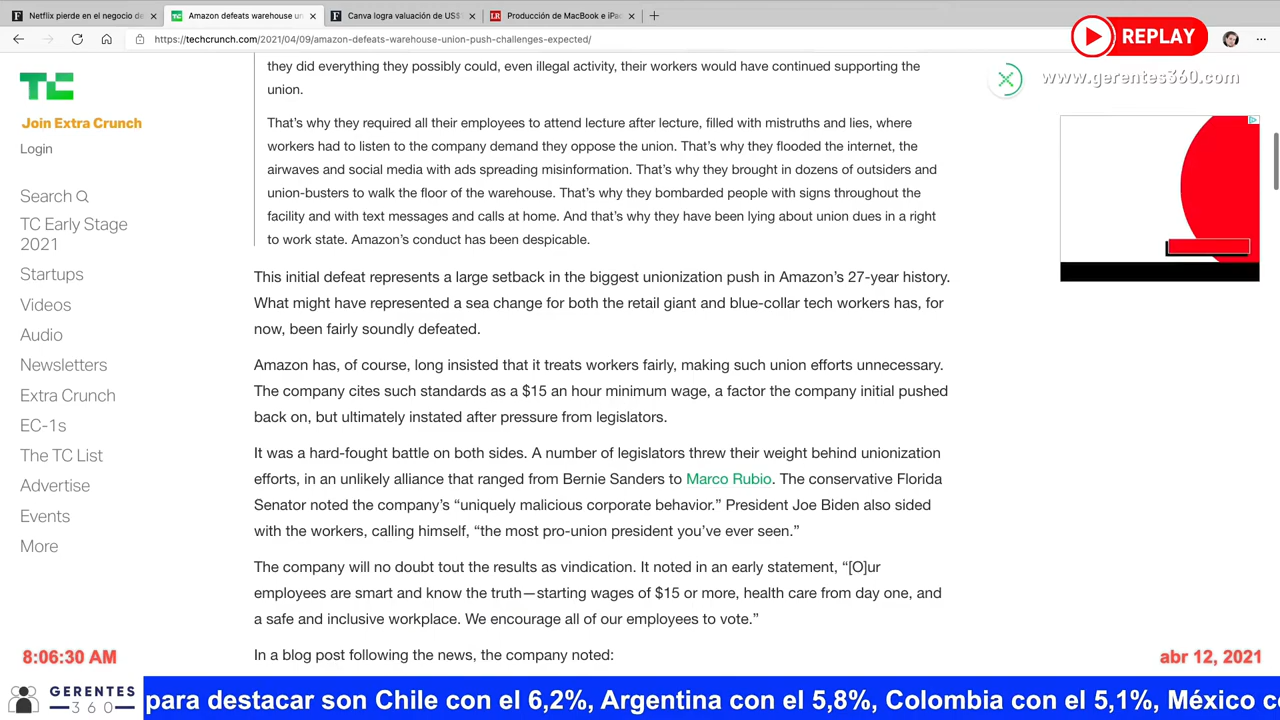 Netflix pierde en el negocio de
Amazon defeats warehouse un
Canva logra valuación de US$
Producción de MacBook e iPad
https://techcrunch.com/2021/04/09/amazon-defeats-warehouse-union-push-challenges-expected/
REPLAY
www.gerentes360.com
TC
Join Extra Crunch
Login
Search
TC Early Stage
2021
Startups
Videos
Audio
Newsletters
Extra Crunch
EC-1s
The TC List
Advertise
Events
More
they did everything they possibly could, even illegal activity, their workers would have continued supporting the
union.
That’s why they required all their employees to attend lecture after lecture, filled with mistruths and lies, where
workers had to listen to the company demand they oppose the union. That’s why they flooded the internet, the
airwaves and social media with ads spreading misinformation. That’s why they brought in dozens of outsiders and
union-busters to walk the floor of the warehouse. That’s why they bombarded people with signs throughout the
facility and with text messages and calls at home. And that’s why they have been lying about union dues in a right
to work state. Amazon’s conduct has been despicable.
This initial defeat represents a large setback in the biggest unionization push in Amazon’s 27-year history.
What might have represented a sea change for both the retail giant and blue-collar tech workers has, for
now, been fairly soundly defeated.
Amazon has, of course, long insisted that it treats workers fairly, making such union efforts unnecessary.
The company cites such standards as a $15 an hour minimum wage, a factor the company initial pushed
back on, but ultimately instated after pressure from legislators.
It was a hard-fought battle on both sides. A number of legislators threw their weight behind unionization
efforts, in an unlikely alliance that ranged from Bernie Sanders to Marco Rubio. The conservative Florida
Senator noted the company’s “uniquely malicious corporate behavior.” President Joe Biden also sided
with the workers, calling himself, “the most pro-union president you’ve ever seen.”
The company will no doubt tout the results as vindication. It noted in an early statement, “[O]ur
employees are smart and know the truth—starting wages of $15 or more, health care from day one, and
a safe and inclusive workplace. We encourage all of our employees to vote.”
In a blog post following the news, the company noted:
8:06:30 AM
abr 12, 2021
GERENTES
360
para destacar son Chile con el 6,2%, Argentina con el 5,8%, Colombia con el 5,1%, México c